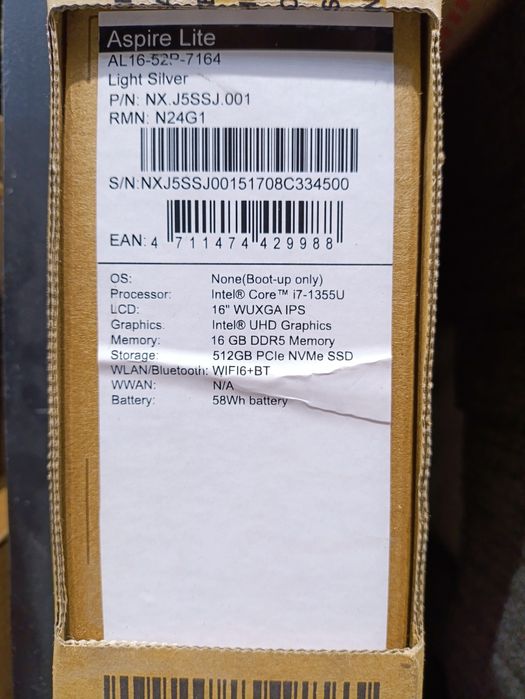 Aspire Lite
AL16-52P-7164
Light Silver
P/N: NX.J5SSJ.001
RMN: N24G1
S/N:NXJ5SSJ00151708C334500
EAN: 4 711474 429988
OS: None(Boot-up only)
Processor: Intel® Core™ i7-1355U
LCD: 16" WUXGA IPS
Graphics: Intel® UHD Graphics
Memory: 16 GB DDR5 Memory
Storage: 512GB PCIe NVMe SSD
WLAN/Bluetooth: WIFI6+BT
WWAN: N/A
Battery: 58Wh battery